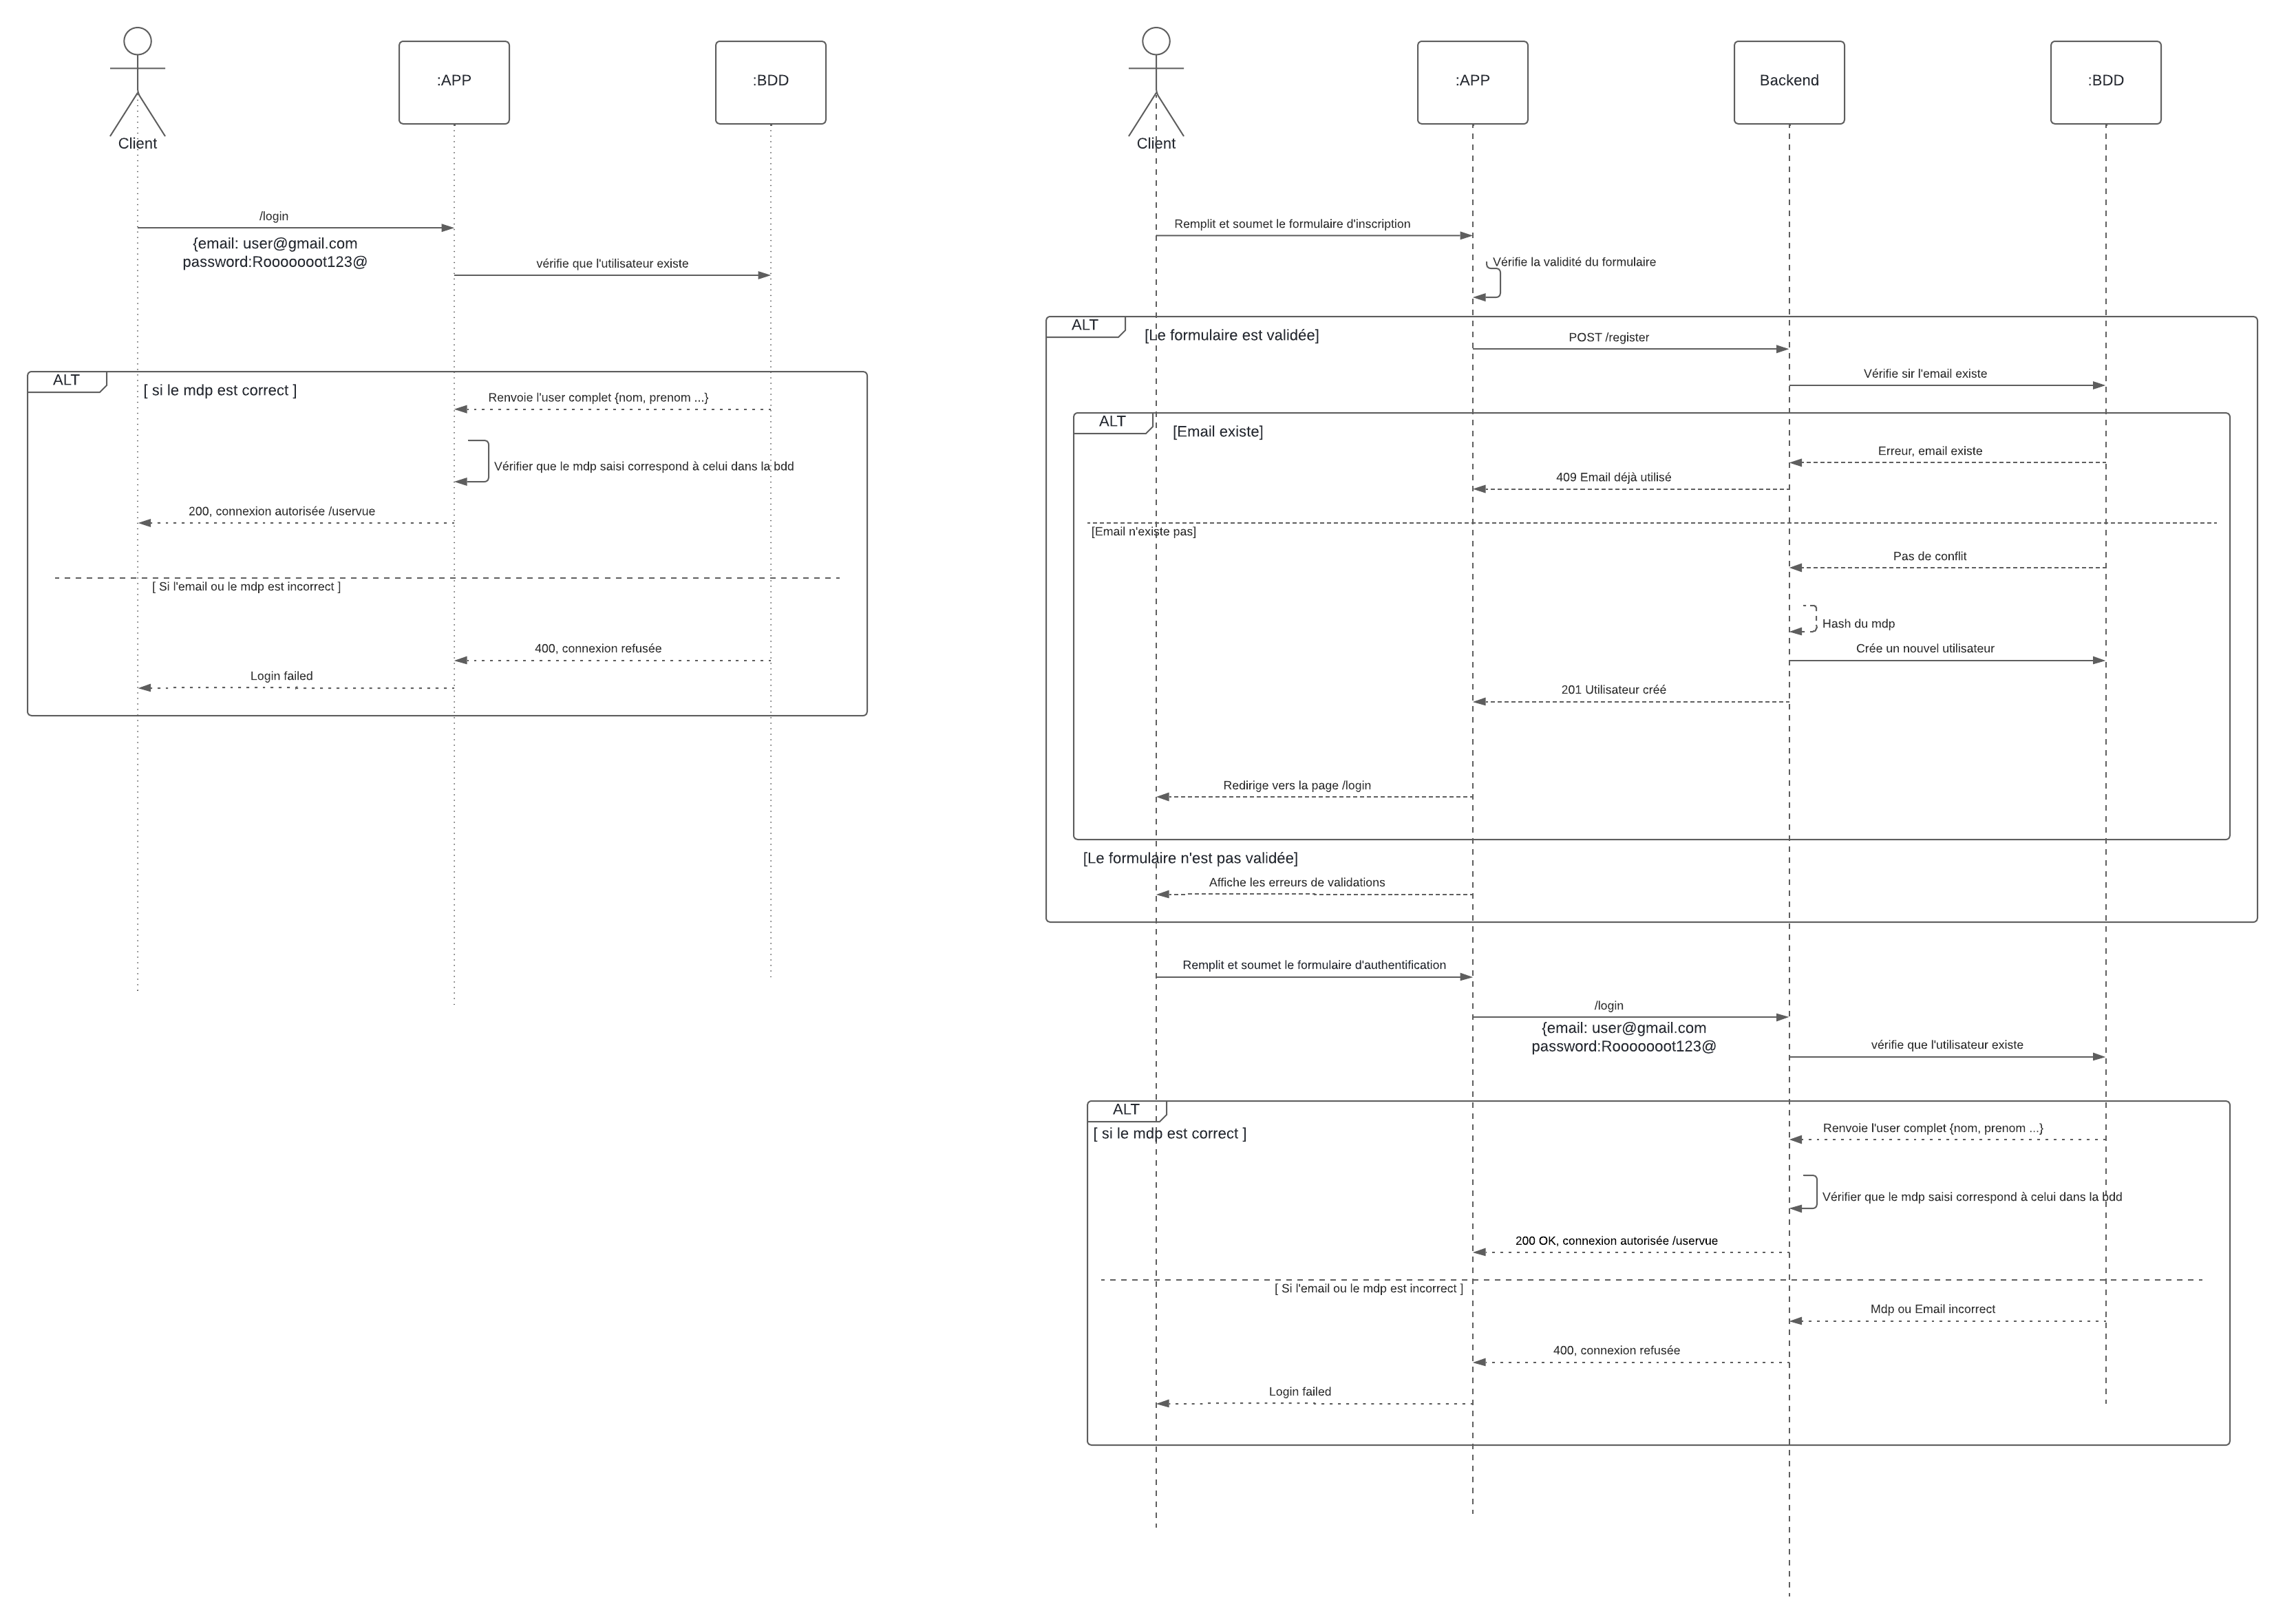 Client
:APP
:BDD
/login
{email: user@gmail.com
password:Rooooooot123@
vérifie que l'utilisateur existe
ALT
[ si le mdp est correct ]
Renvoie l'user complet {nom, prenom ...}
Vérifier que le mdp saisi correspond à celui dans la bdd
200, connexion autorisée /uservue
[ Si l'email ou le mdp est incorrect ]
400, connexion refusée
Login failed
Client
:APP
Backend
:BDD
Remplit et soumet le formulaire d'inscription
Vérifie la validité du formulaire
ALT
[Le formulaire est validée]
POST /register
Vérifie sir l'email existe
ALT
[Email existe]
Erreur, email existe
409 Email déjà utilisé
[Email n'existe pas]
Pas de conflit
Hash du mdp
Crée un nouvel utilisateur
201 Utilisateur créé
Redirige vers la page /login
[Le formulaire n'est pas validée]
Affiche les erreurs de validations
Remplit et soumet le formulaire d'authentification
/login
{email: user@gmail.com
password:Rooooooot123@
vérifie que l'utilisateur existe
ALT
[ si le mdp est correct ]
Renvoie l'user complet {nom, prenom ...}
Vérifier que le mdp saisi correspond à celui dans la bdd
200 OK, connexion autorisée /uservue
[ Si l'email ou le mdp est incorrect ]
Mdp ou Email incorrect
400, connexion refusée
Login failed